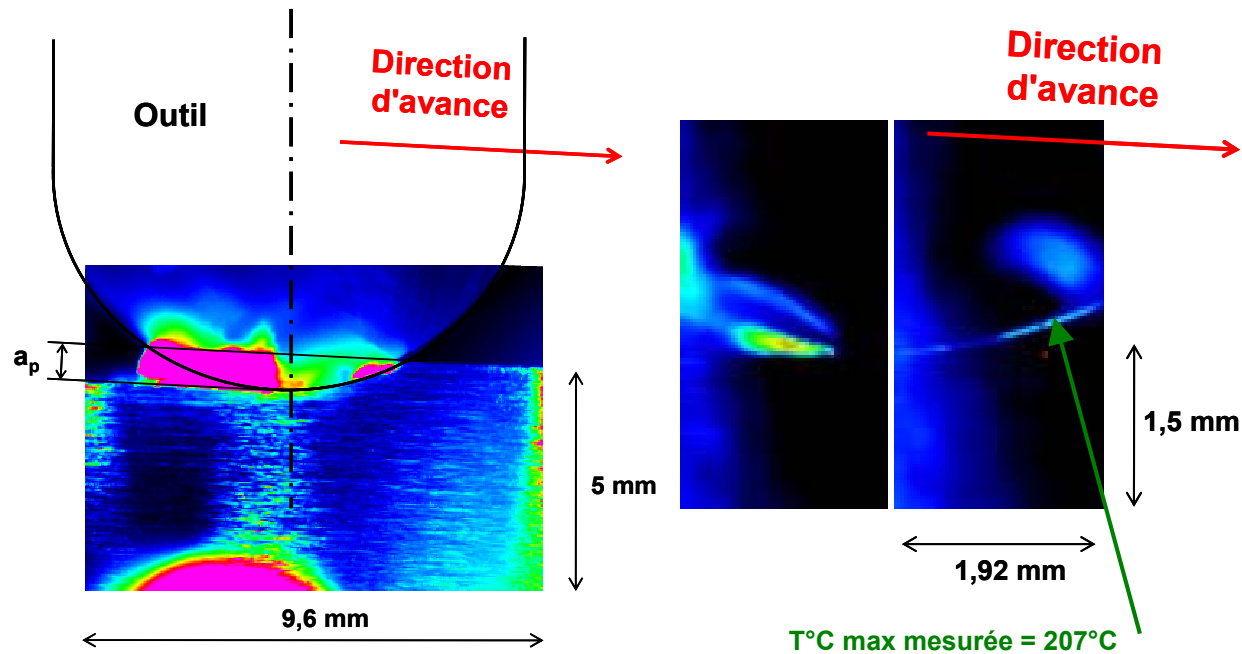 Outil
Direction
d'avance
Direction
d'avance
ap
5 mm
9,6 mm
1,5 mm
1,92 mm
T°C max mesurée = 207°C